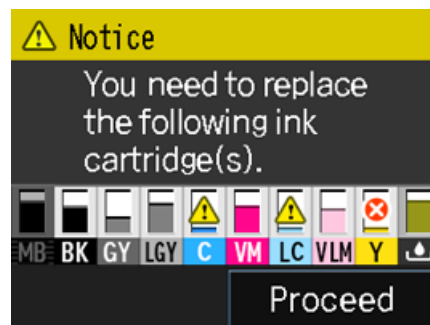 Notice
You need to replace
the following ink
cartridge(s).
MB BK GY LGY C VM LC VLM Y
Proceed